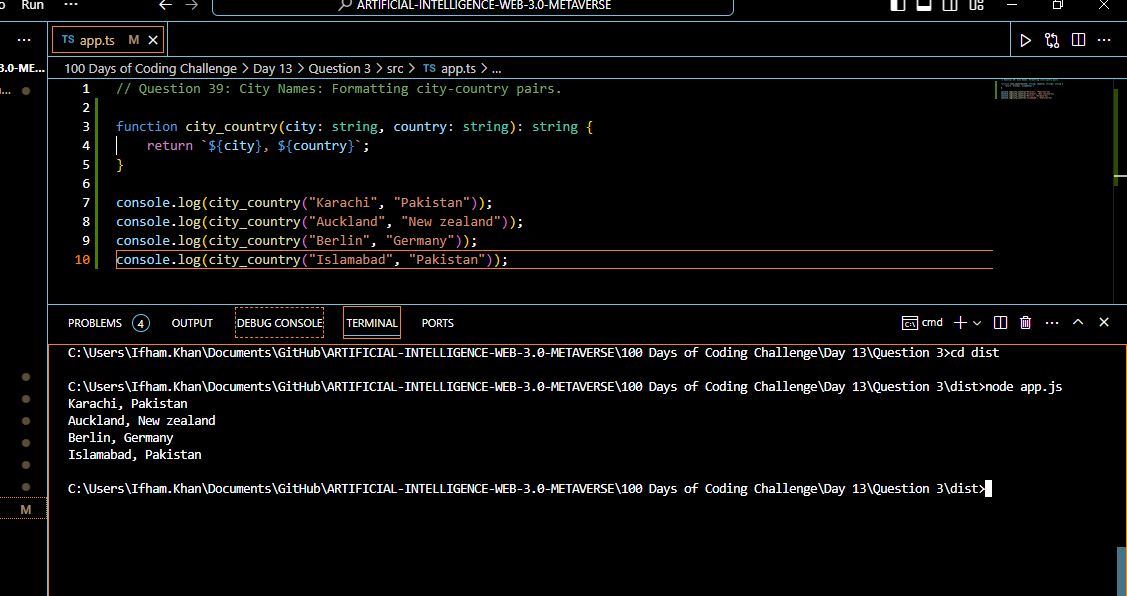 Run ...
ARTIFICIAL-INTELLIGENCE-WEB-3.0-METAVERSE
... TS app.ts M
3.0-ME...
100 Days of Coding Challenge > Day 13 > Question 3 > src > TS app.ts > ...
1 // Question 39: City Names: Formatting city-country pairs.
2
3 function city_country(city: string, country: string): string {
4 return `${city}, ${country}`;
5 }
6
7 console.log(city_country("Karachi", "Pakistan"));
8 console.log(city_country("Auckland", "New zealand"));
9 console.log(city_country("Berlin", "Germany"));
10 console.log(city_country("Islamabad", "Pakistan"));
PROBLEMS 4 OUTPUT DEBUG CONSOLE TERMINAL PORTS cmd
C:\Users\Ifham.Khan\Documents\GitHub\ARTIFICIAL-INTELLIGENCE-WEB-3.0-METAVERSE\100 Days of Coding Challenge\Day 13\Question 3>cd dist
C:\Users\Ifham.Khan\Documents\GitHub\ARTIFICIAL-INTELLIGENCE-WEB-3.0-METAVERSE\100 Days of Coding Challenge\Day 13\Question 3\dist>node app.js
Karachi, Pakistan
Auckland, New zealand
Berlin, Germany
Islamabad, Pakistan
C:\Users\Ifham.Khan\Documents\GitHub\ARTIFICIAL-INTELLIGENCE-WEB-3.0-METAVERSE\100 Days of Coding Challenge\Day 13\Question 3\dist>
M